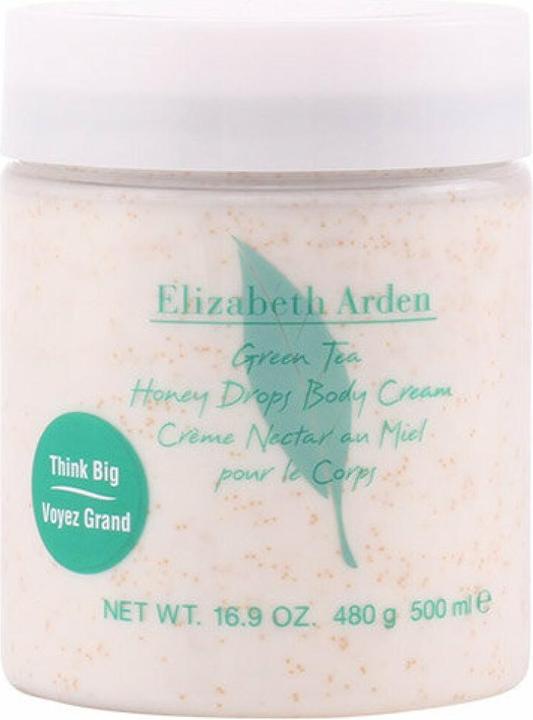 Elizabeth Arden
Green Tea
Honey Drops Body Cream
Crème Nectar au Miel
pour le Corps
Think Big
Voyez Grand
NET WT. 16.9 OZ. 480 g 500 ml ℮